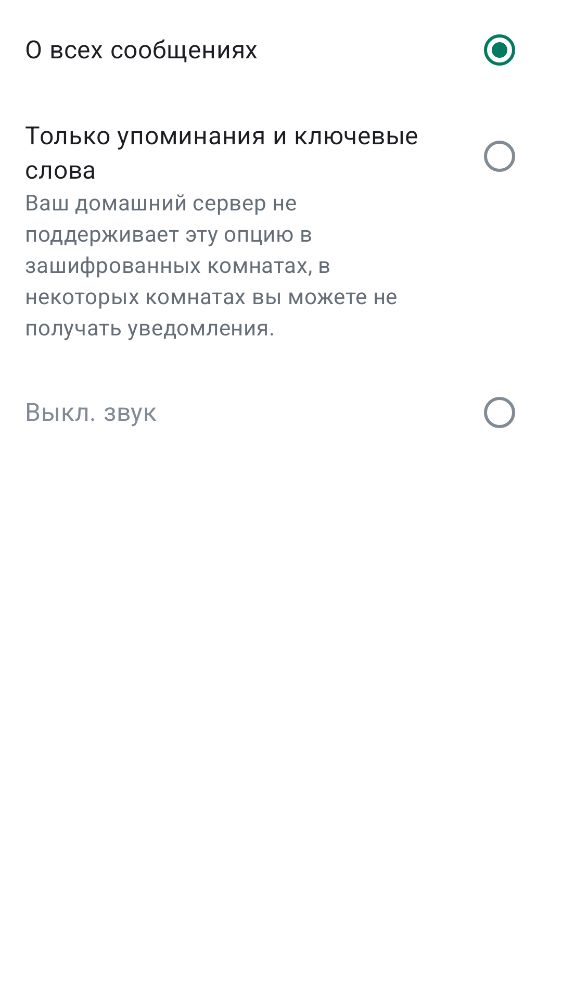 О всех сообщениях
Только упоминания и ключевые
слова
Ваш домашний сервер не
поддерживает эту опцию в
зашифрованных комнатах, в
некоторых комнатах вы можете не
получать уведомления.
Выкл. звук